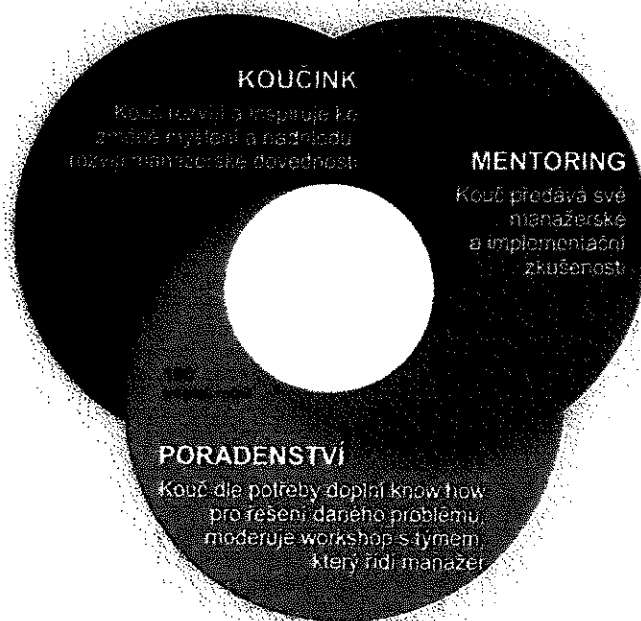 KOUČINK
Kouč rozvíjí a inspiruje ke
změně myšlení a nadhledu,
rozvíjí manažerské dovednosti
MENTORING
Kouč předává své
manažerské
a implementační
zkušenosti
PORADENSTVÍ
Kouč dle potřeby doplní know how
pro řešení daného problému,
moderuje workshop s týmem,
který řídí manažer